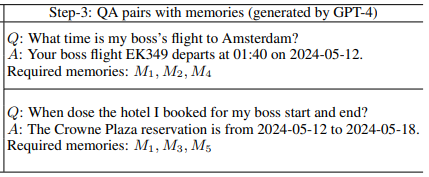 Step-3: QA pairs with memories (generated by GPT-4)
Q: What time is my boss's flight to Amsterdam?
A: Your boss flight EK349 departs at 01:40 on 2024-05-12.
Required memories: M₁, M₂, M₄
Q: When dose the hotel I booked for my boss start and end?
A: The Crowne Plaza reservation is from 2024-05-12 to 2024-05-18.
Required memories: M₁, M₃, M₅